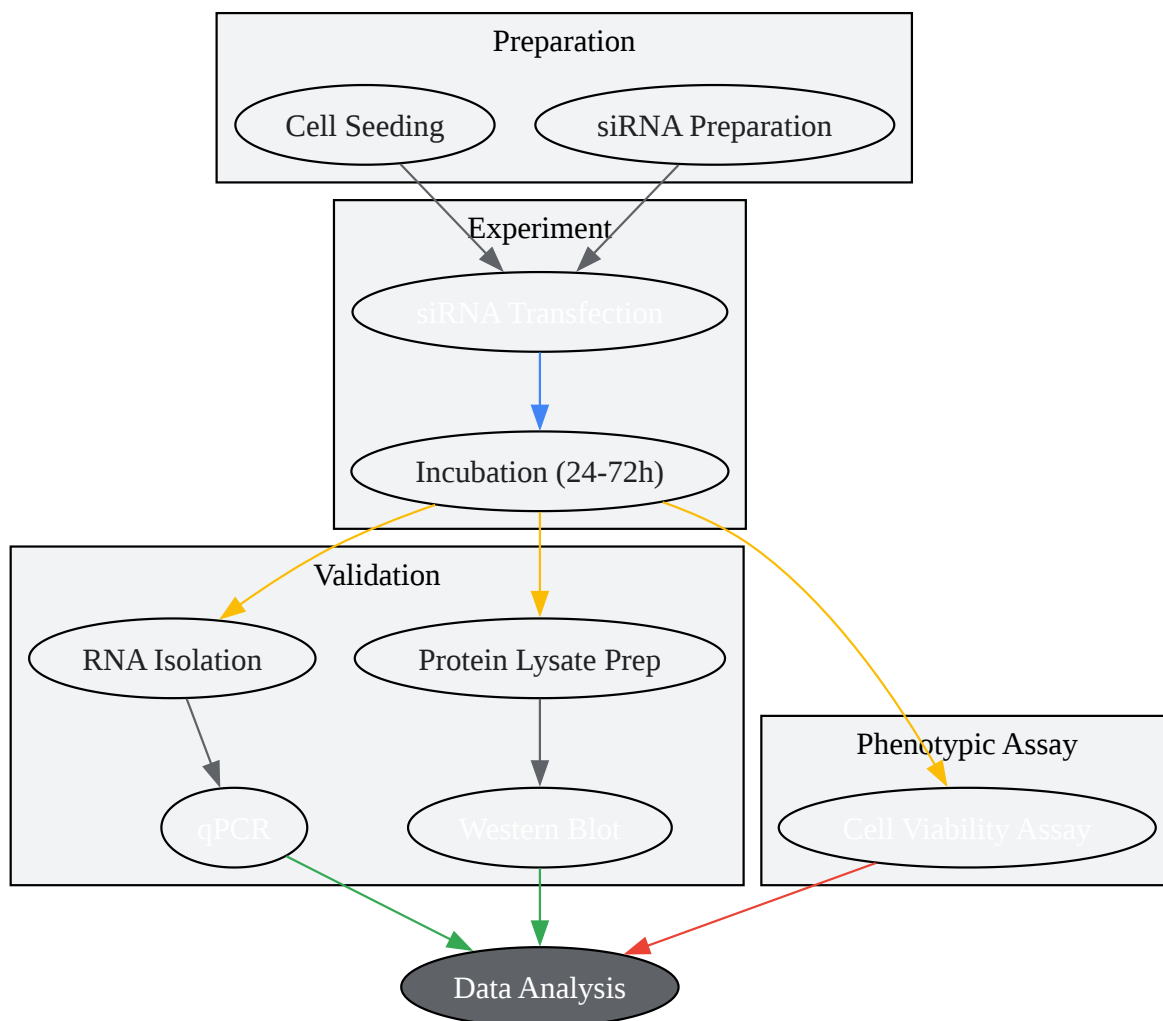 Preparation
Cell Seeding
siRNA Preparation
Experiment
siRNA Transfection
Incubation (24-72h)
Validation
RNA Isolation
Protein Lysate Prep
Phenotypic Assay
qPCR
Western Blot
Cell Viability Assay
Data Analysis